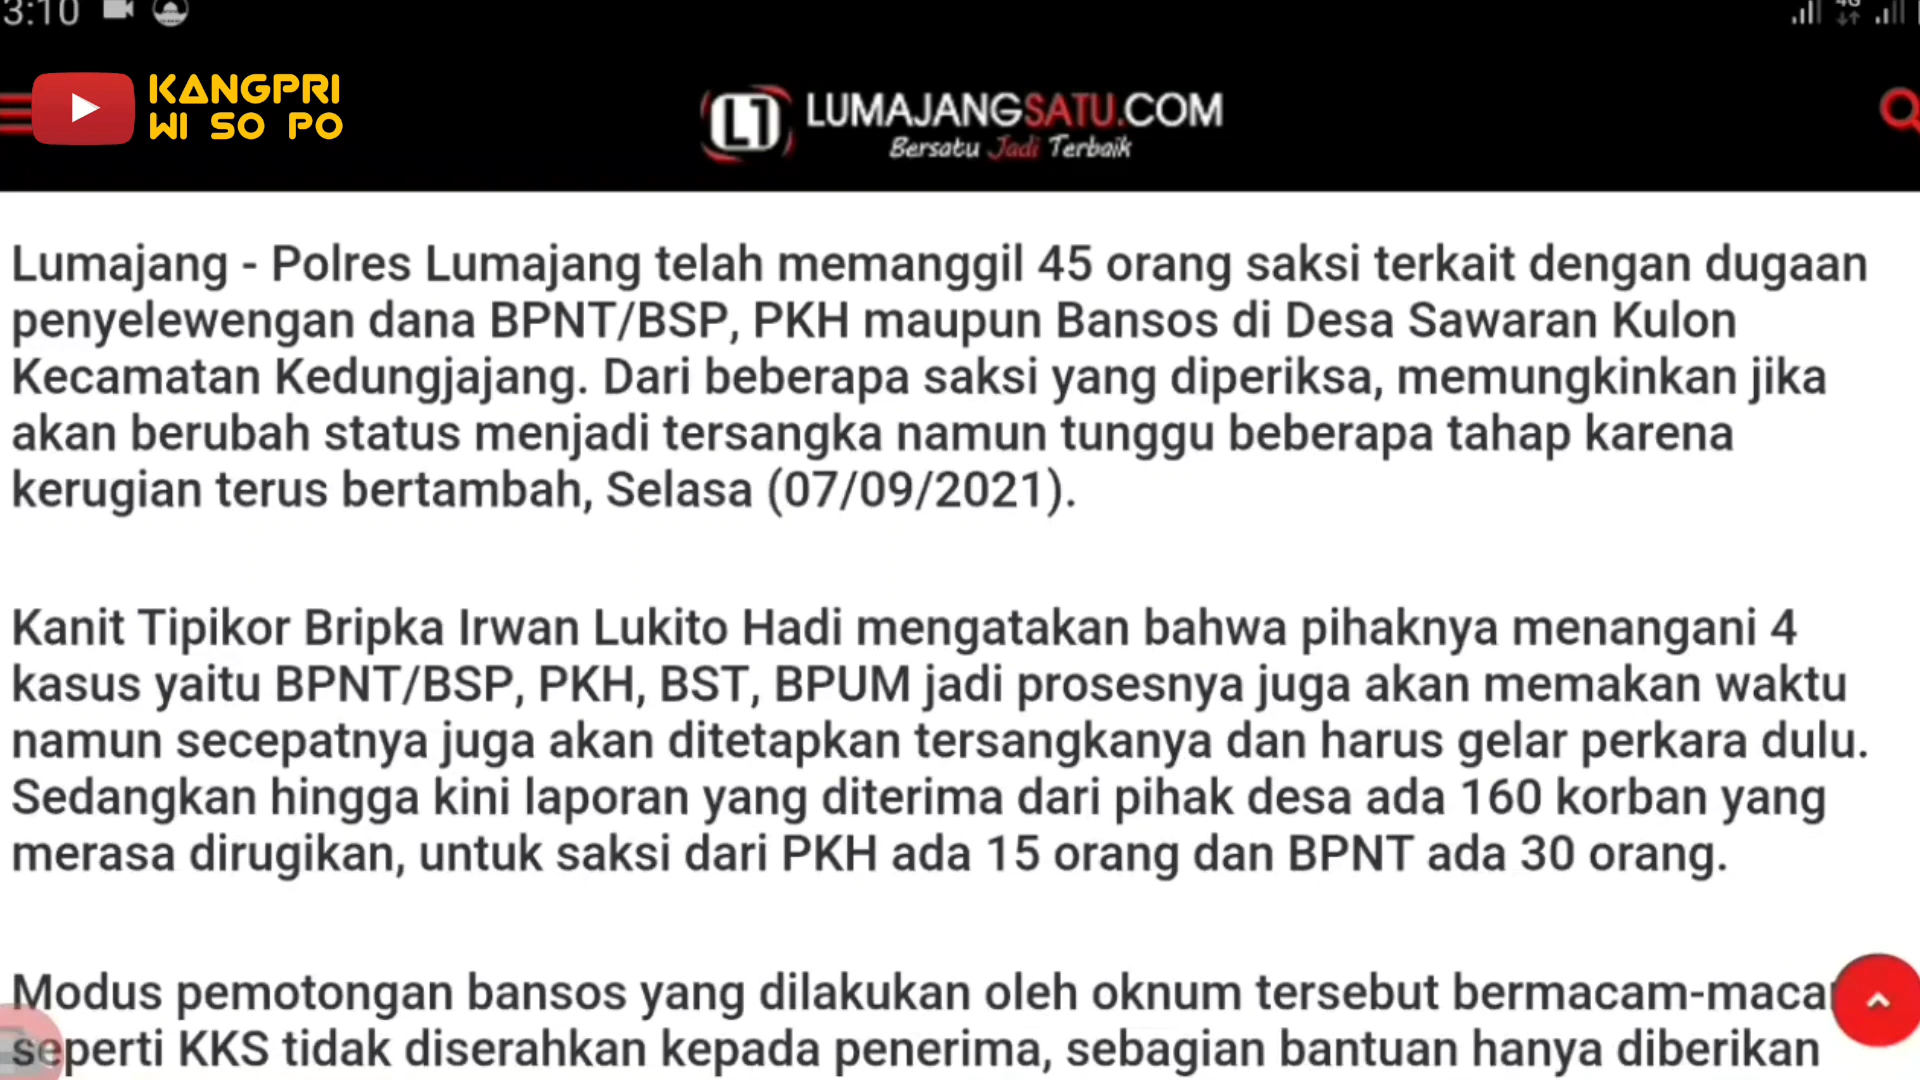 3:10
4G
KANGPRI
WI SO PO
L1 LUMAJANGSATU.COM
Bersatu Jadi Terbaik
Lumajang - Polres Lumajang telah memanggil 45 orang saksi terkait dengan dugaan
penyelewengan dana BPNT/BSP, PKH maupun Bansos di Desa Sawaran Kulon
Kecamatan Kedungjajang. Dari beberapa saksi yang diperiksa, memungkinkan jika
akan berubah status menjadi tersangka namun tunggu beberapa tahap karena
kerugian terus bertambah, Selasa (07/09/2021).
Kanit Tipikor Bripka Irwan Lukito Hadi mengatakan bahwa pihaknya menangani 4
kasus yaitu BPNT/BSP, PKH, BST, BPUM jadi prosesnya juga akan memakan waktu
namun secepatnya juga akan ditetapkan tersangkanya dan harus gelar perkara dulu.
Sedangkan hingga kini laporan yang diterima dari pihak desa ada 160 korban yang
merasa dirugikan, untuk saksi dari PKH ada 15 orang dan BPNT ada 30 orang.
Modus pemotongan bansos yang dilakukan oleh oknum tersebut bermacam-maca
seperti KKS tidak diserahkan kepada penerima, sebagian bantuan hanya diberikan